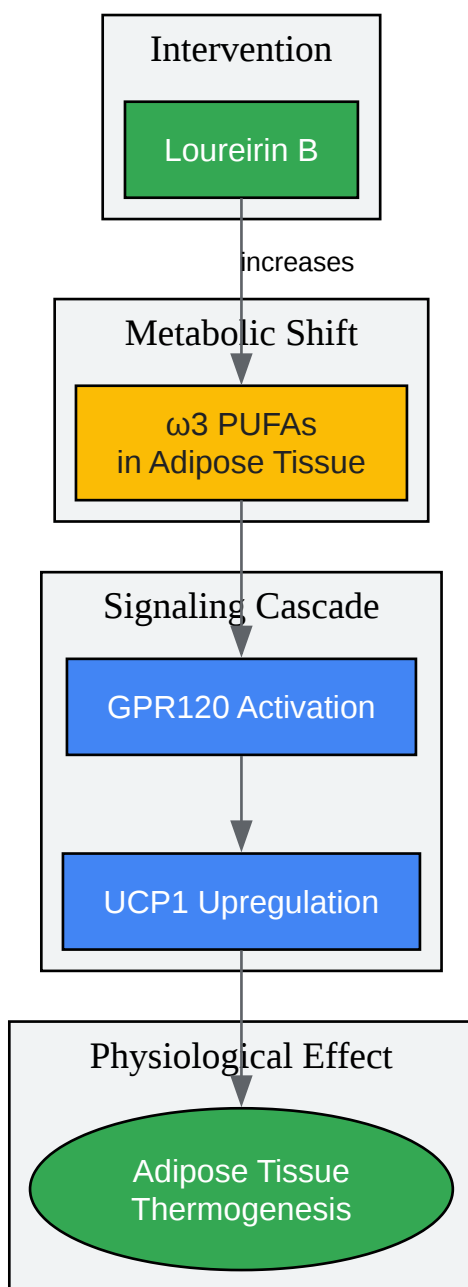 Intervention
Loureirin B
increases
Metabolic Shift
ω3 PUFAs
in Adipose Tissue
Signaling Cascade
GPR120 Activation
UCP1 Upregulation
Physiological Effect
Adipose Tissue
Thermogenesis